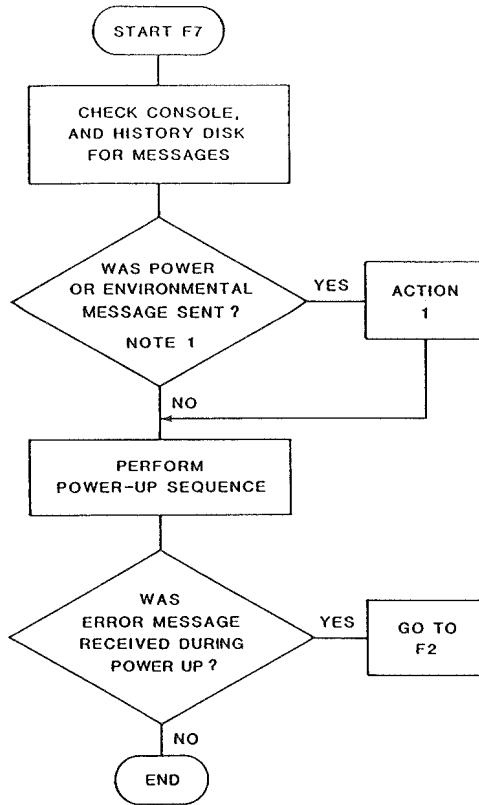 START F7
CHECK CONSOLE,
AND HISTORY DISK
FOR MESSAGES
WAS POWER
OR ENVIRONMENTAL
MESSAGE SENT?
NOTE 1
YES
ACTION
1
NO
PERFORM
POWER-UP SEQUENCE
WAS
ERROR MESSAGE
RECEIVED DURING
POWER UP?
YES
GO TO
F2
NO
END